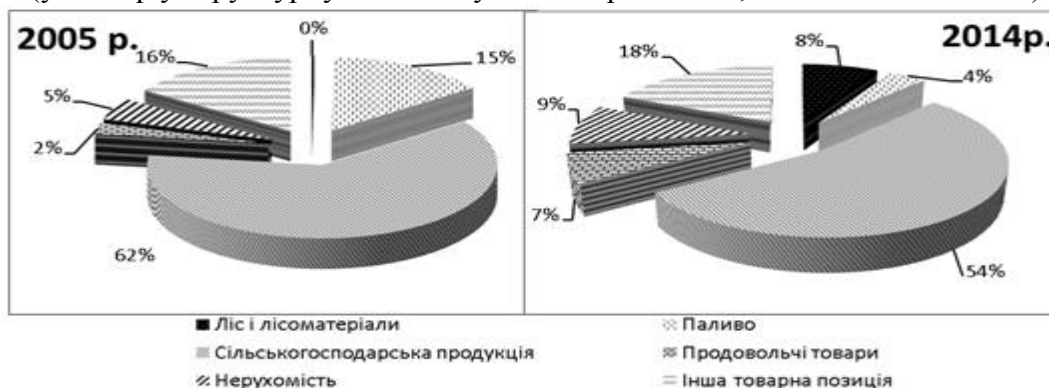 2005 р.
0%
16%
15%
5%
2%
62%
2014р.
8%
18%
4%
9%
7%
54%
Ліс і лісоматеріали
Паливо
Сільськогосподарська продукція
Продовольчі товари
Нерухомість
Інша товарна позиція